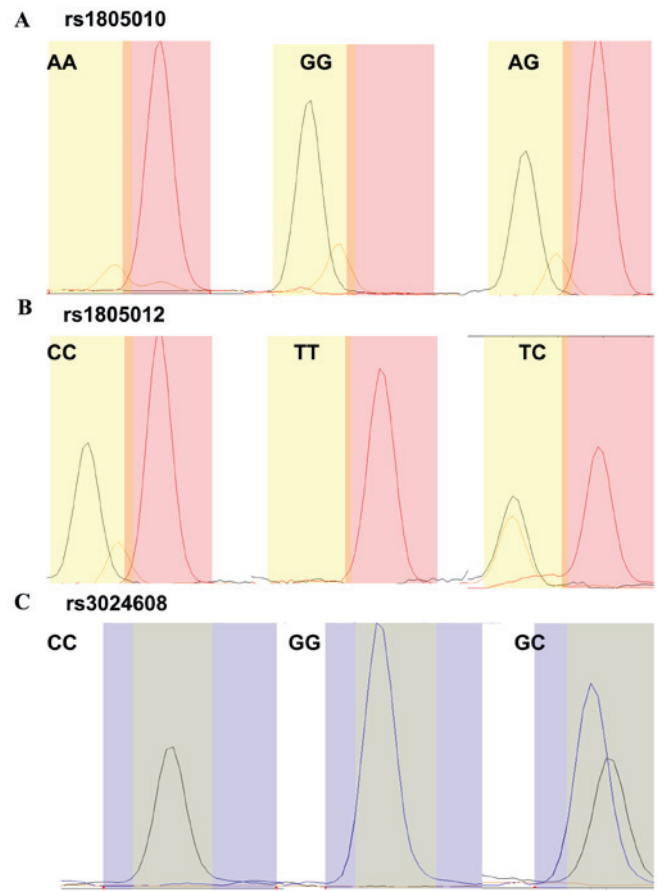 A rs1805010
AA GG AG
B rs1805012
CC TT TC
C rs3024608
CC GG GC